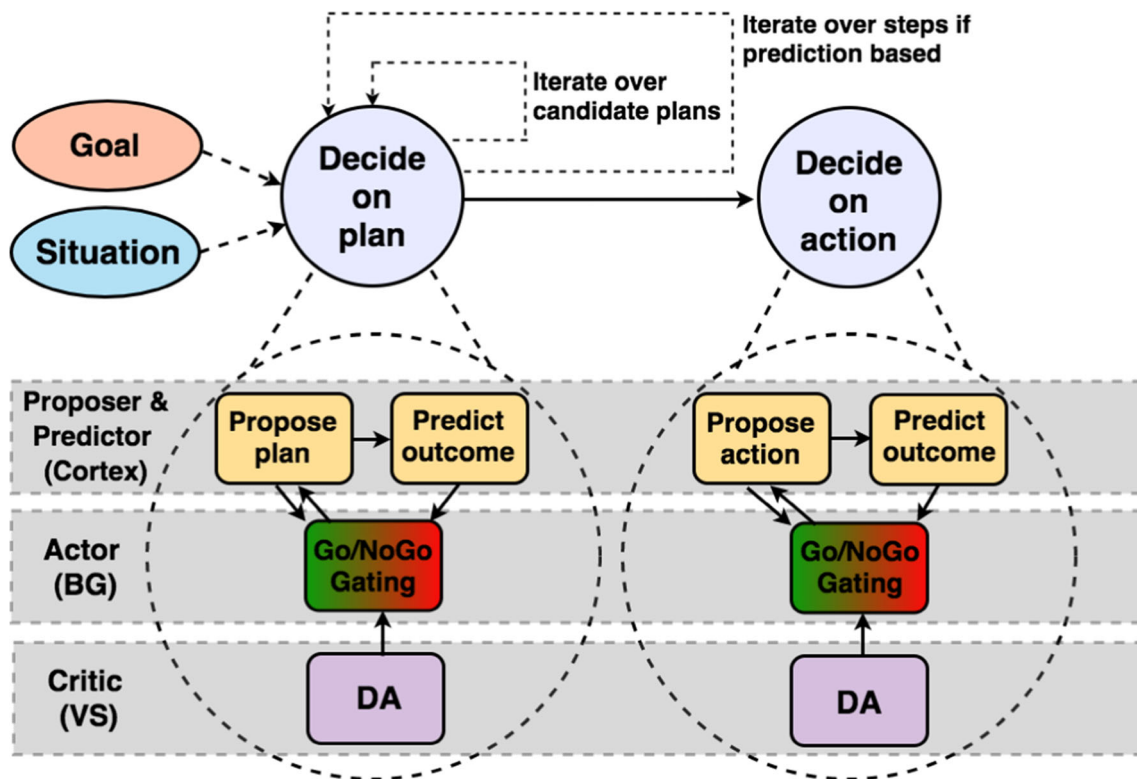 Iterate over steps if
prediction based
Iterate over
candidate plans
Goal
Situation
Decide
on
plan
Decide
on
action
Proposer &
Predictor
(Cortex)
Propose
plan
Predict
outcome
Propose
action
Predict
outcome
Actor
(BG)
Go/NoGo
Gating
Go/NoGo
Gating
Critic
(VS)
DA
DA